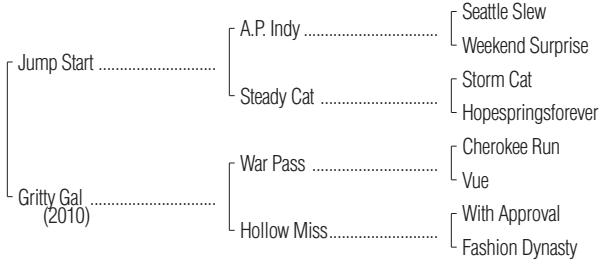 Seattle Slew
A.P. Indy ..............................
Weekend Surprise
Jump Start ..........................
Storm Cat
Steady Cat ..........................
Hopespringsforever
Cherokee Run
War Pass ............................
Vue
Gritty Gal ............................
(2010)
With Approval
Hollow Miss........................
Fashion Dynasty